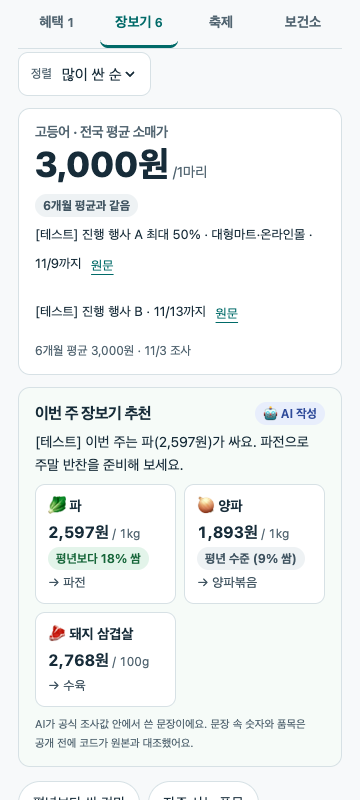 혜택 1 장보기 6 축제 보건소
정렬 많이 싼 순
고등어 · 전국 평균 소매가
3,000원 /1마리
6개월 평균과 같음
[테스트] 진행 행사 A 최대 50% · 대형마트·온라인몰 ·
11/9까지 원문
[테스트] 진행 행사 B · 11/13까지 원문
6개월 평균 3,000원 · 11/3 조사
이번 주 장보기 추천 AI 작성
[테스트] 이번 주는 파(2,597원)가 싸요. 파전으로
주말 반찬을 준비해 보세요.
파
2,597원 / 1kg
평년보다 18% 쌈
→ 파전
양파
1,893원 / 1kg
평년 수준 (9% 쌈)
→ 양파볶음
돼지 삼겹살
2,768원 / 100g
→ 수육
AI가 공식 조사값 안에서 쓴 문장이에요. 문장 속 숫자와 품목은
공개 전에 코드가 원본과 대조했어요.